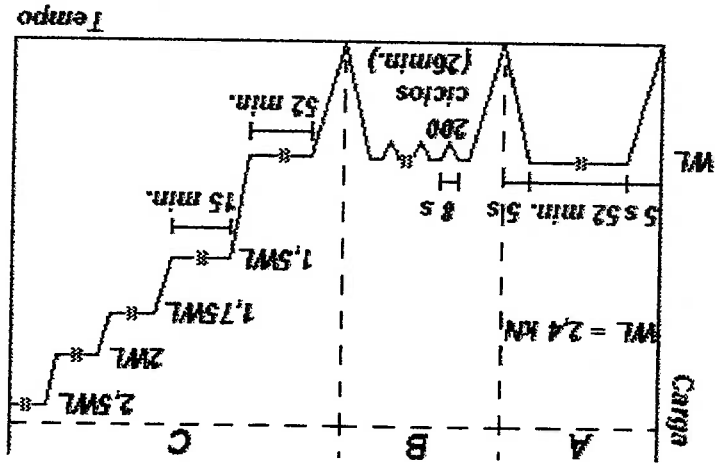 Carga
A
B
C
WL = 2,4 kN
2,5WL
2WL
1,75WL
1,5WL
15 min.
52 min.
5 s
52 min.
5 s
8 s
WL
200
ciclos
(26min.)
Tempo